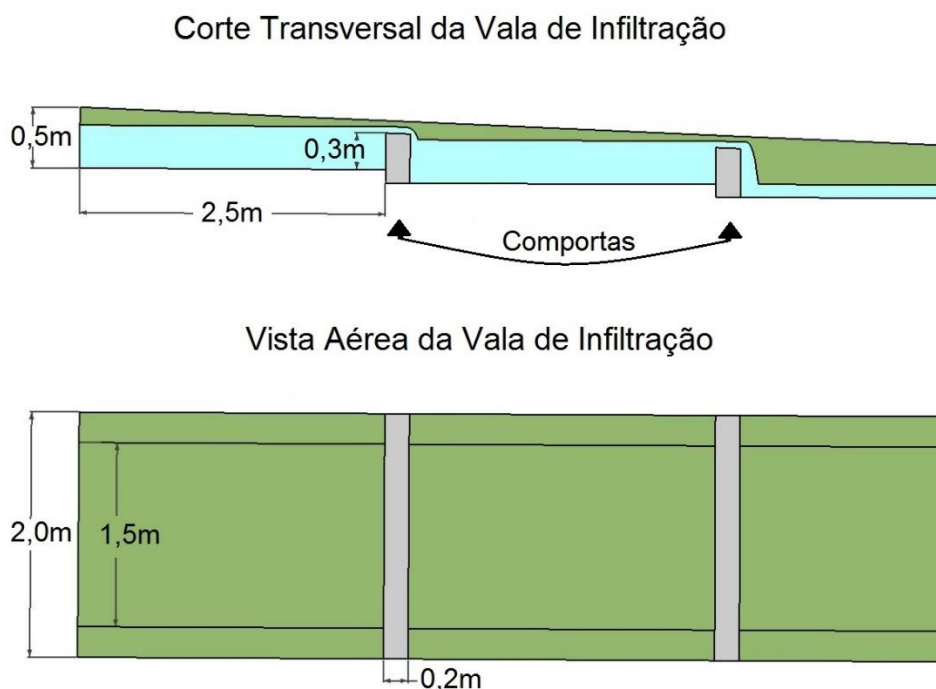 Corte Transversal da Vala de Infiltração
0,5m
0,3m
2,5m
Comportas
Vista Aérea da Vala de Infiltração
2,0m
1,5m
0,2m